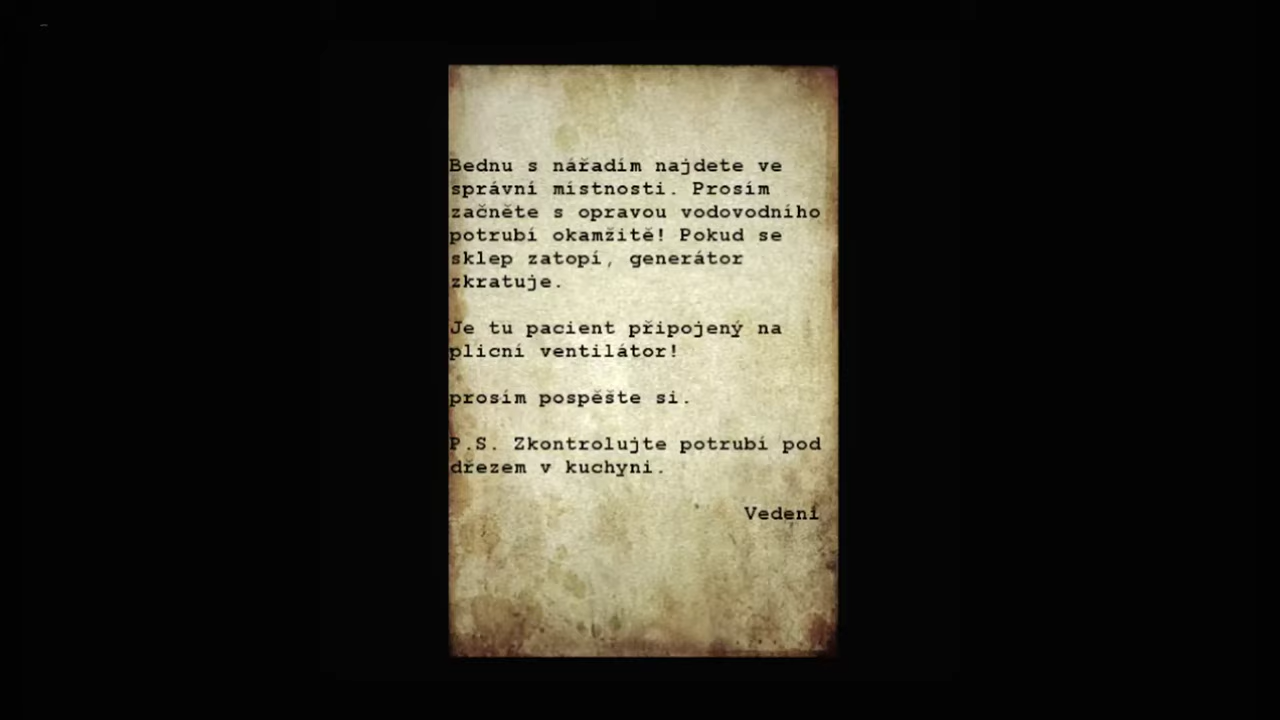 Bednu s nářadím najdete ve
správní místnosti. Prosím
začněte s opravou vodovodního
potrubí okamžitě! Pokud se
sklep zatopí, generátor
zkratuje.
Je tu pacient připojený na
plicní ventilátor!
prosím pospěšte si.
P.S. Zkontrolujte potrubí pod
dřezem v kuchyni.
Vedení